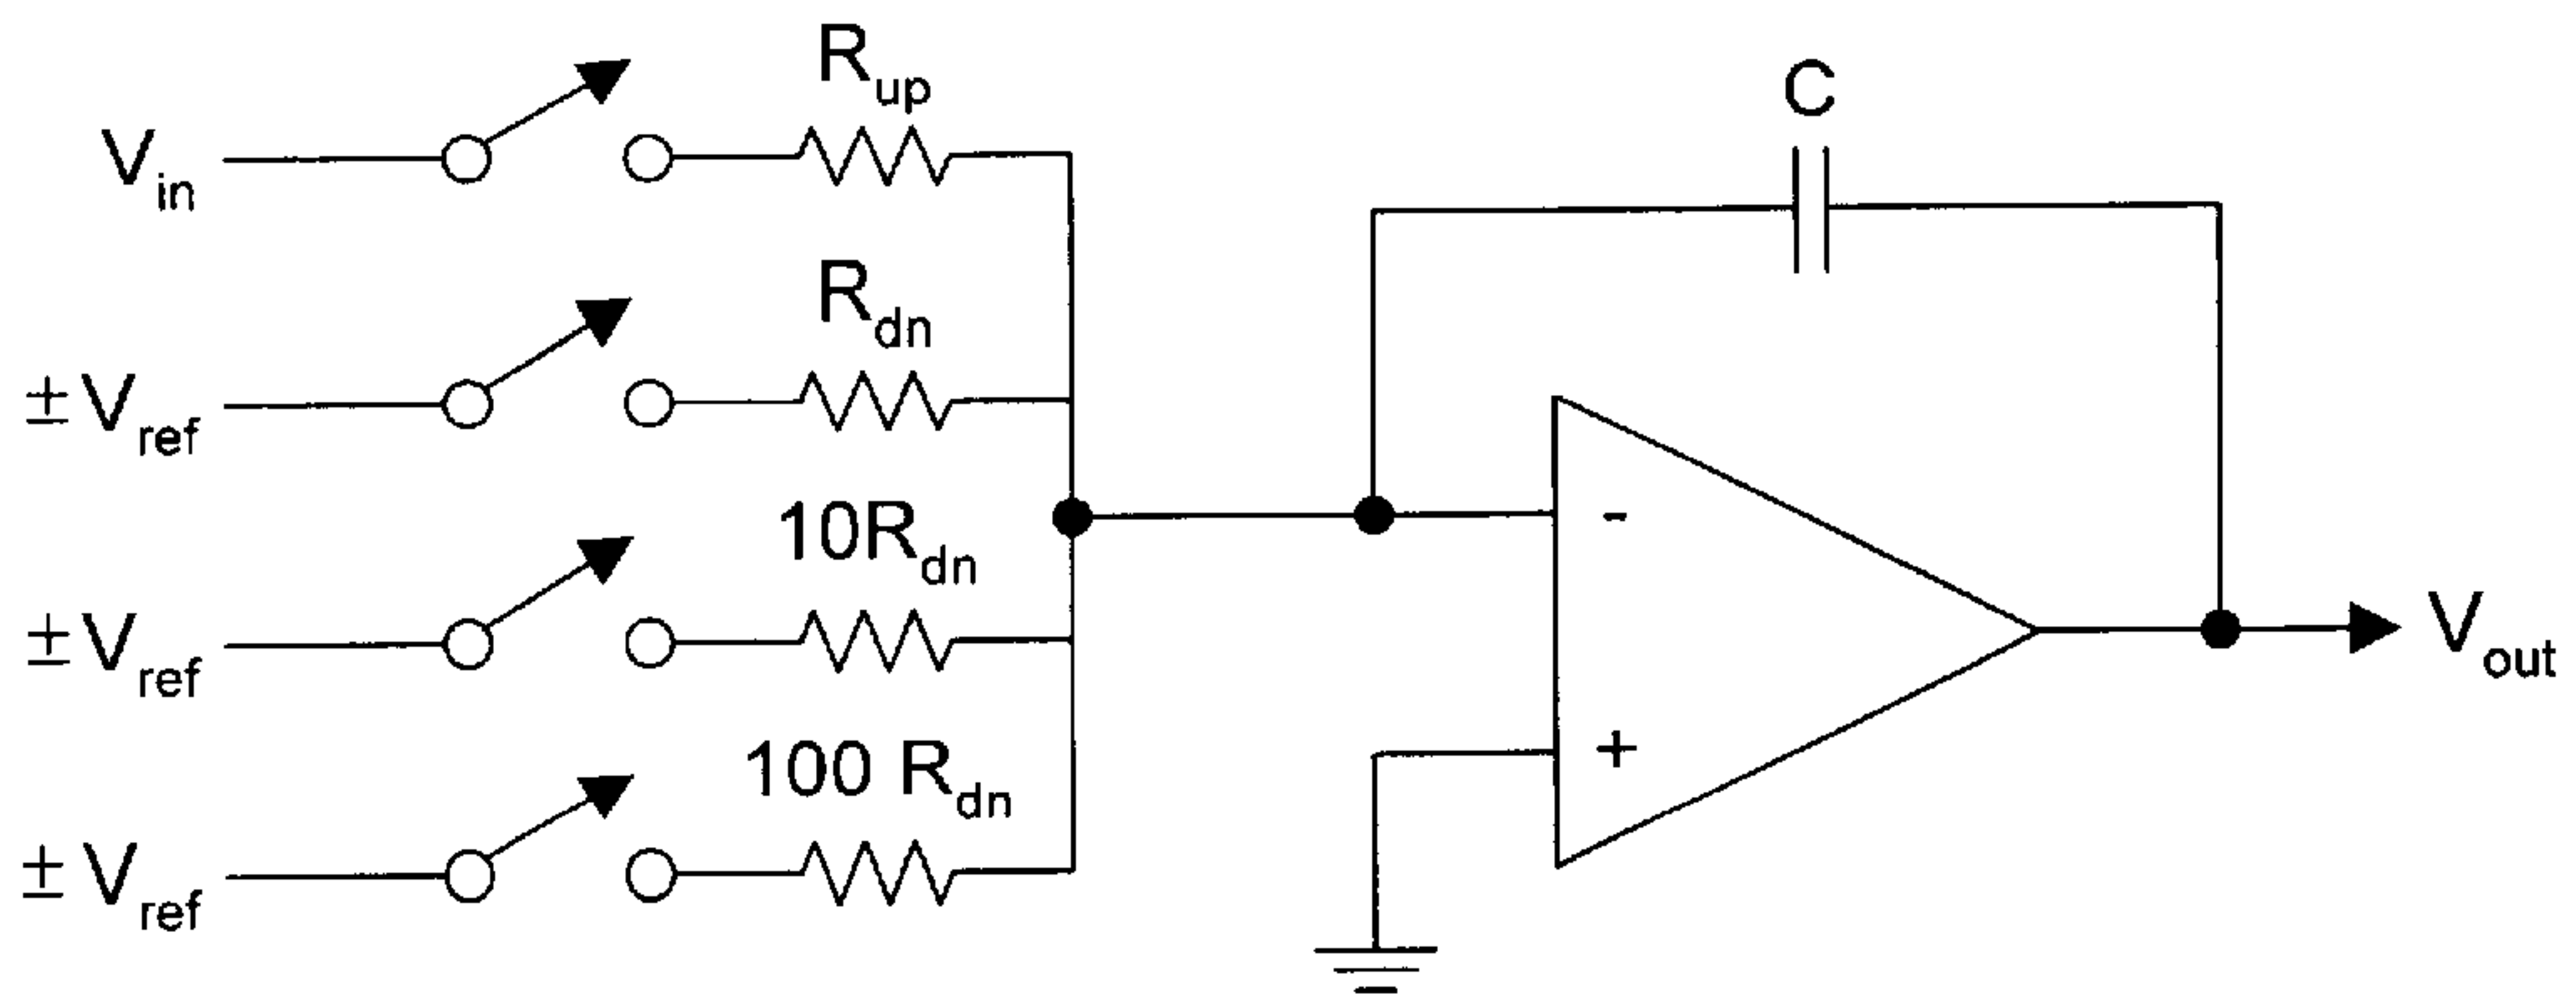 R_up
C
V_in
R_dn
± V_ref
10R_dn
-
± V_ref
V_out
100 R_dn
+
± V_ref